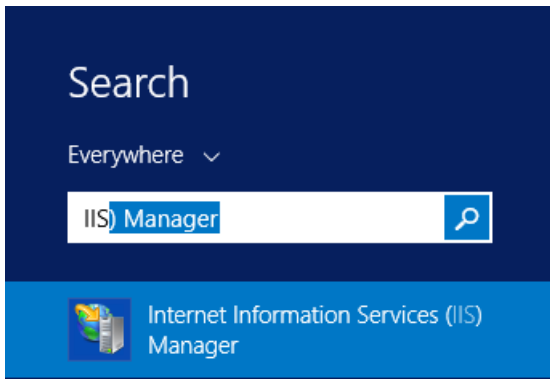 Search
Everywhere
IIS) Manager
Internet Information Services (IIS)
Manager